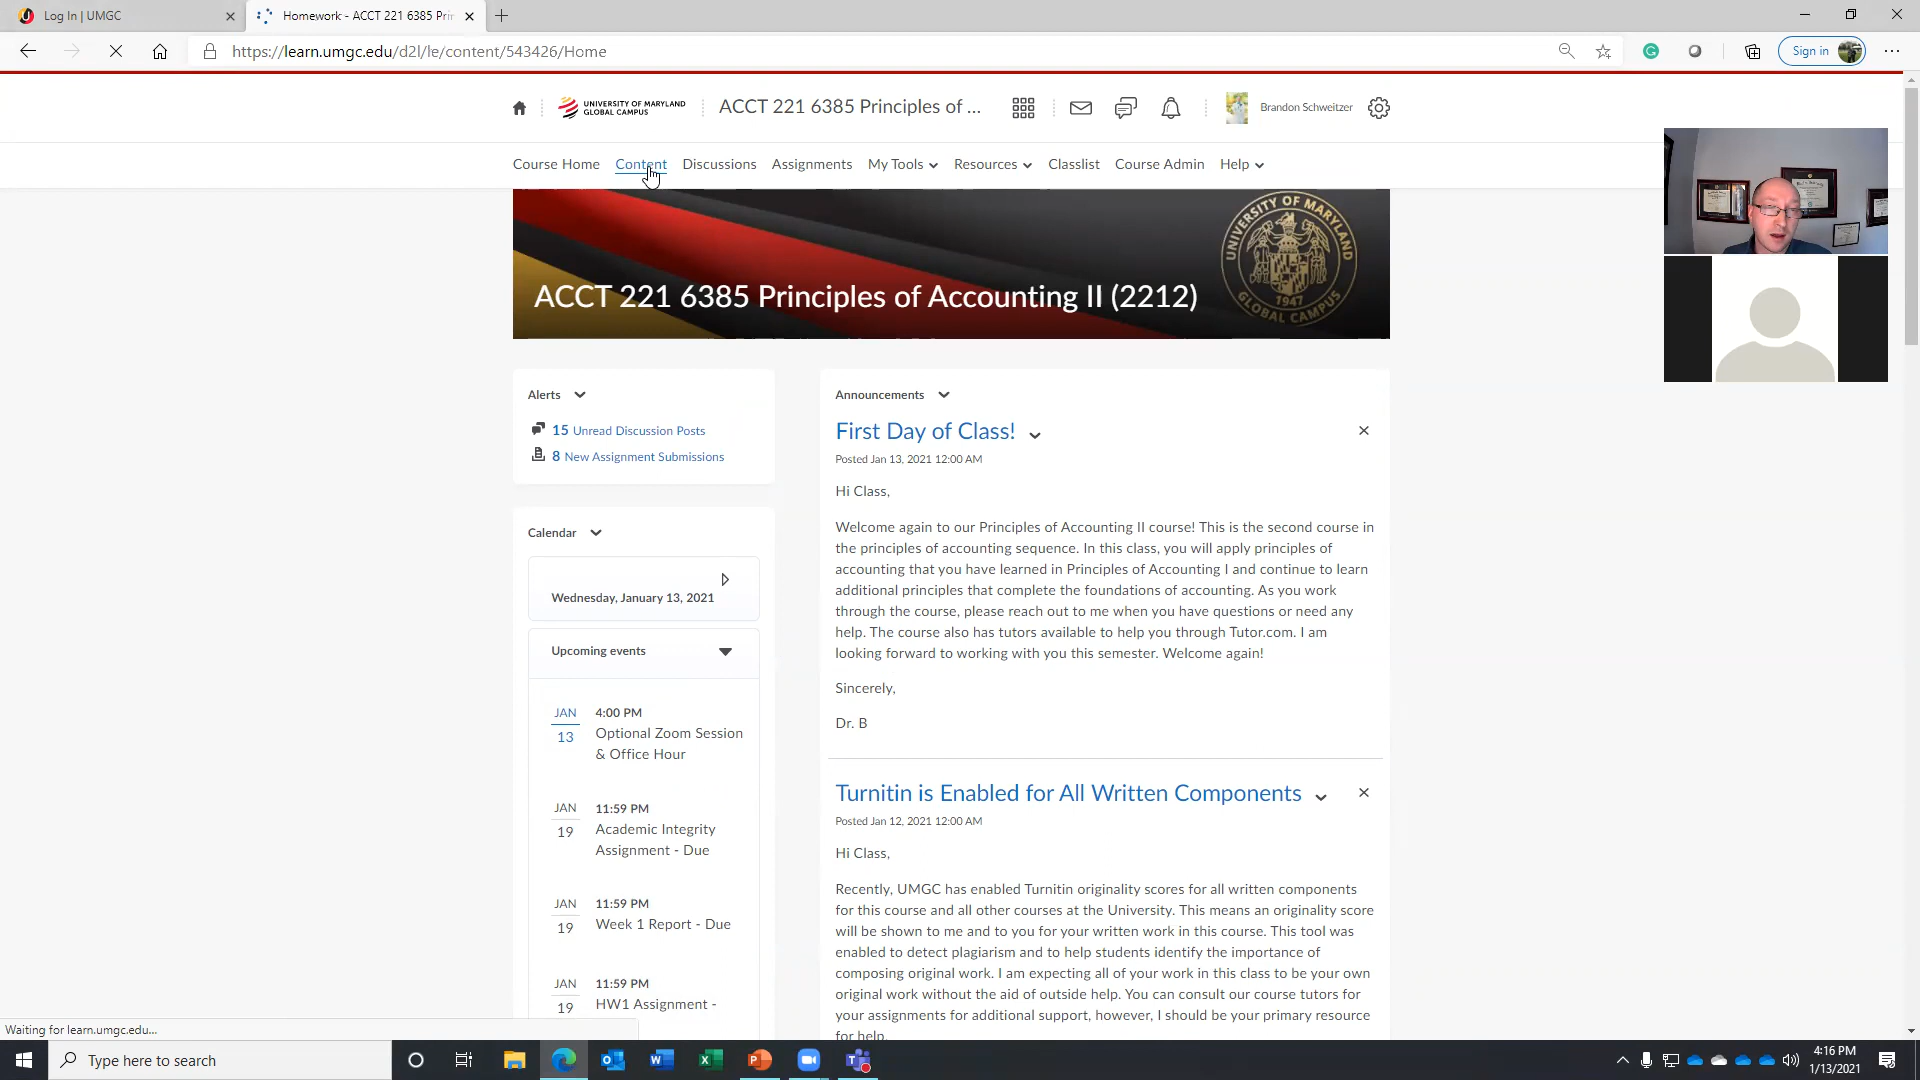 Log In | UMGC
Homework - ACCT 221 6385 Prin
https://learn.umgc.edu/d2l/le/content/543426/Home
Sign in
UNIVERSITY OF MARYLAND
GLOBAL CAMPUS
ACCT 221 6385 Principles of ...
Brandon Schweitzer
Course Home
Content
Discussions
Assignments
My Tools
Resources
Classlist
Course Admin
Help
UNIVERSITY OF MARYLAND
1947
GLOBAL CAMPUS
ACCT 221 6385 Principles of Accounting II (2212)
Alerts
15 Unread Discussion Posts
8 New Assignment Submissions
Calendar
Wednesday, January 13, 2021
Upcoming events
JAN
13
4:00 PM
Optional Zoom Session
& Office Hour
JAN
19
11:59 PM
Academic Integrity
Assignment - Due
JAN
19
11:59 PM
Week 1 Report - Due
JAN
19
11:59 PM
HW1 Assignment -
Announcements
First Day of Class!
Posted Jan 13, 2021 12:00 AM
Hi Class,
Welcome again to our Principles of Accounting II course! This is the second course in
the principles of accounting sequence. In this class, you will apply principles of
accounting that you have learned in Principles of Accounting I and continue to learn
additional principles that complete the foundations of accounting. As you work
through the course, please reach out to me when you have questions or need any
help. The course also has tutors available to help you through Tutor.com. I am
looking forward to working with you this semester. Welcome again!
Sincerely,
Dr. B
Turnitin is Enabled for All Written Components
Posted Jan 12, 2021 12:00 AM
Hi Class,
Recently, UMGC has enabled Turnitin originality scores for all written components
for this course and all other courses at the University. This means an originality score
will be shown to me and to you for your written work in this course. This tool was
enabled to detect plagiarism and to help students identify the importance of
composing original work. I am expecting all of your work in this class to be your own
original work without the aid of outside help. You can consult our course tutors for
your assignments for additional support, however, I should be your primary resource
for help.
Waiting for learn.umgc.edu...
Type here to search
4:16 PM
1/13/2021